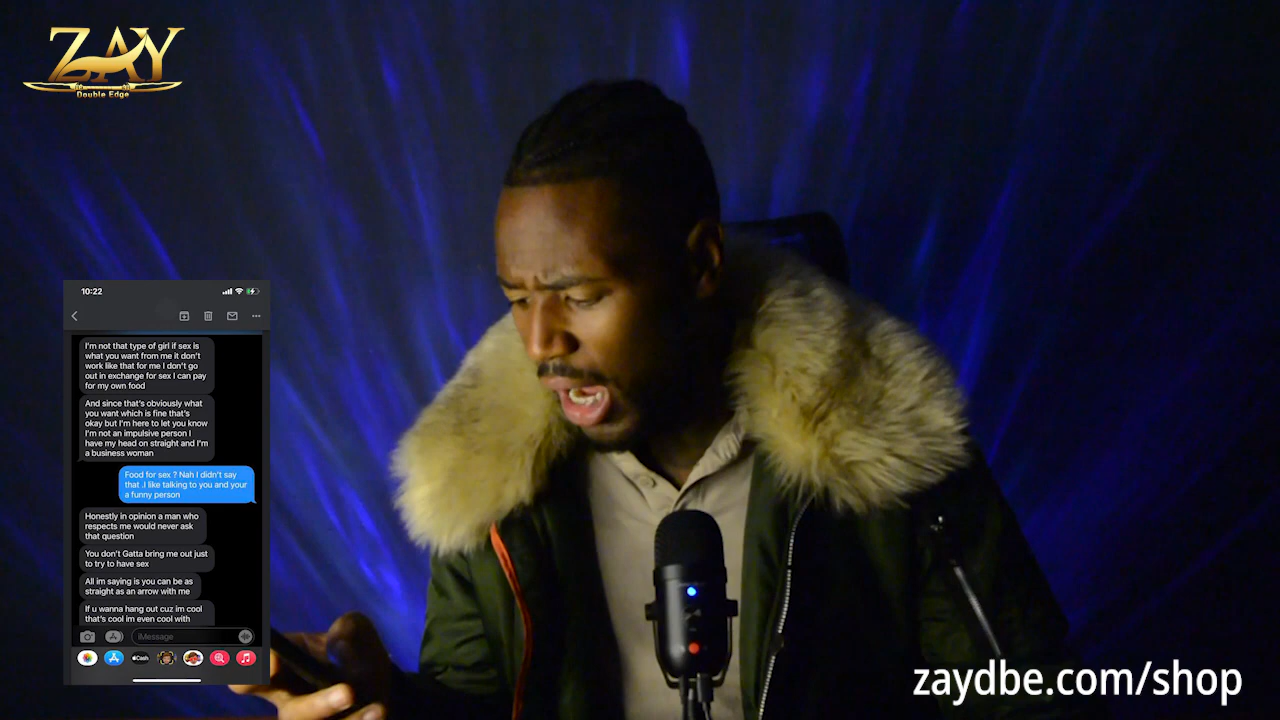 ZAY
Double Edge
10:22
I'm not that type of girl if sex is
what you want from me it don't
work like that for me I don't go
out in exchange for sex I can pay
for my own food
And since that's obviously what
you want which is fine that's
okay but I'm here to let you know
I'm not an impulsive person I
have my head on straight and I'm
a business woman
Food for sex ? Nah I didn't say
that .I like talking to you and your
a funny person
Honestly in opinion a man who
respects me would never ask
that question
You don't Gatta bring me out just
to try to have sex
All im saying is you can be as
straight as an arrow with me
If u wanna hang out cuz im cool
that's cool im even cool with
iMessage
Cash
zaydbe.com/shop